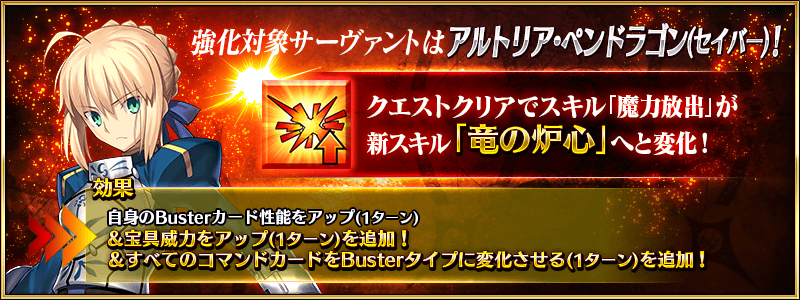 強化対象サーヴァントはアルトリア・ペンドラゴン(セイバー)!
クエストクリアでスキル「魔力放出」が
新スキル「竜の炉心」へと変化!
効果
自身のBusterカード性能をアップ(1ターン)
&宝具威力をアップ(1ターン)を追加!
&すべてのコマンドカードをBusterタイプに変化させる(1ターン)を追加!